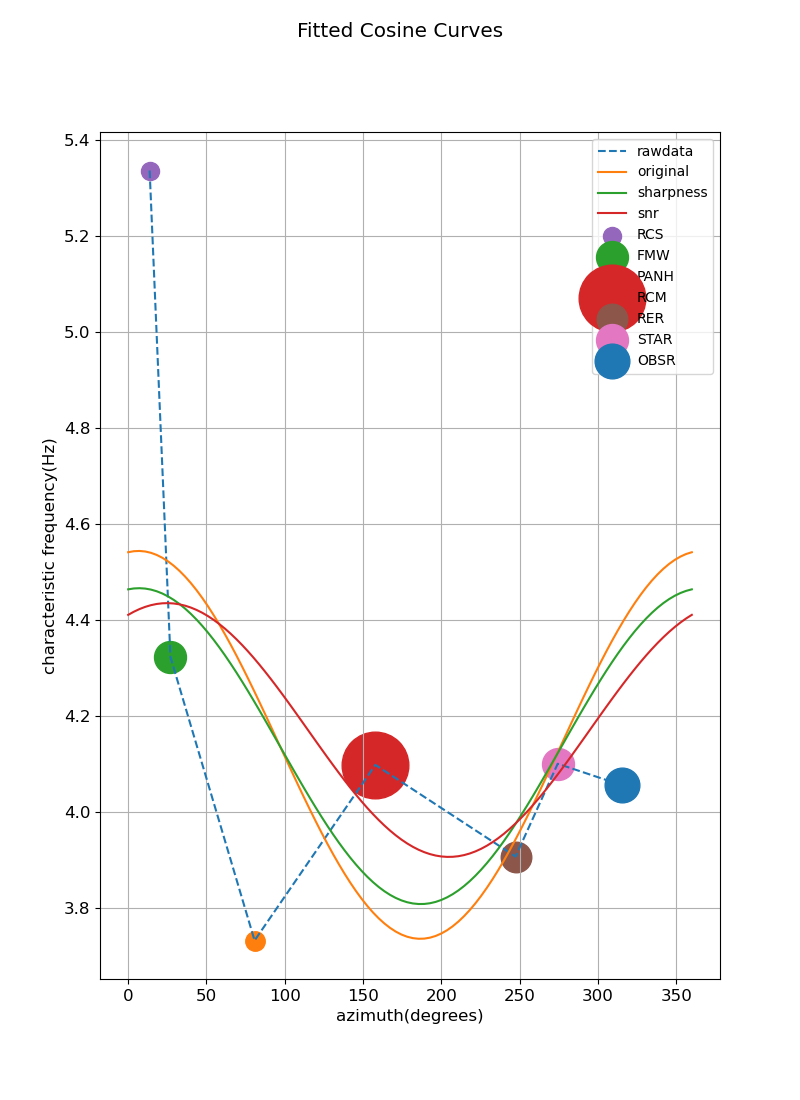 Fitted Cosine Curves
5.4
5.2
5.0
4.8
4.6
4.4
4.2
4.0
3.8
characteristic frequency(Hz)
rawdata
original
sharpness
snr
RCS
FMW
PANH
RCM
RER
STAR
OBSR
0 50 100 150 200 250 300 350
azimuth(degrees)